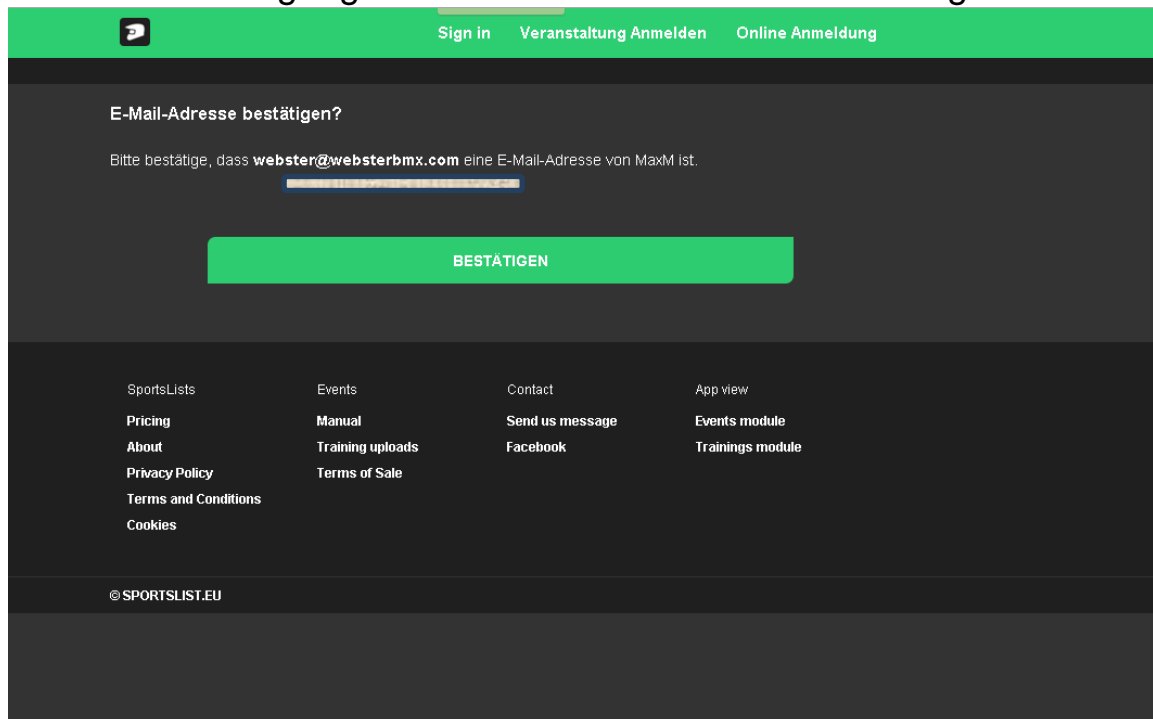 Sign in Veranstaltung Anmelden Online Anmeldung
E-Mail-Adresse bestätigen?
Bitte bestätige, dass webster@websterbmx.com eine E-Mail-Adresse von MaxM ist.
BESTÄTIGEN
SportsLists Events Contact App view
Pricing Manual Send us message Events module
About Training uploads Facebook Trainings module
Privacy Policy Terms of Sale
Terms and Conditions
Cookies
© SPORTSLIST.EU